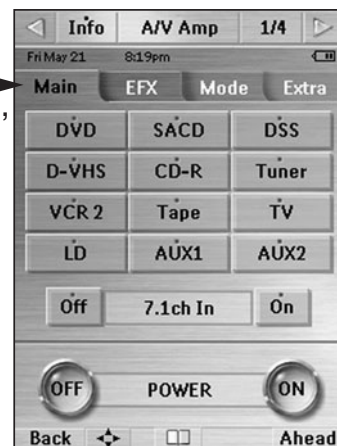 Info A/V Amp 1/4
Fri May 21 8:19pm
Main EFX Mode Extra
,
DVD SACD DSS
D-VHS CD-R Tuner
VCR 2 Tape TV
LD AUX1 AUX2
Off 7.1ch In On
OFF POWER ON
Back Ahead